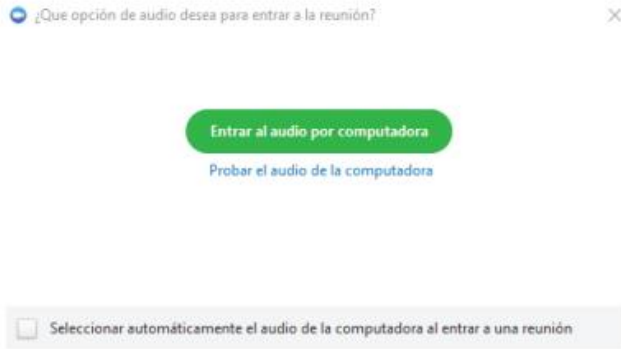 ¿Que opción de audio desea para entrar a la reunión?
Entrar al audio por computadora
Probar el audio de la computadora
Seleccionar automáticamente el audio de la computadora al entrar a una reunión